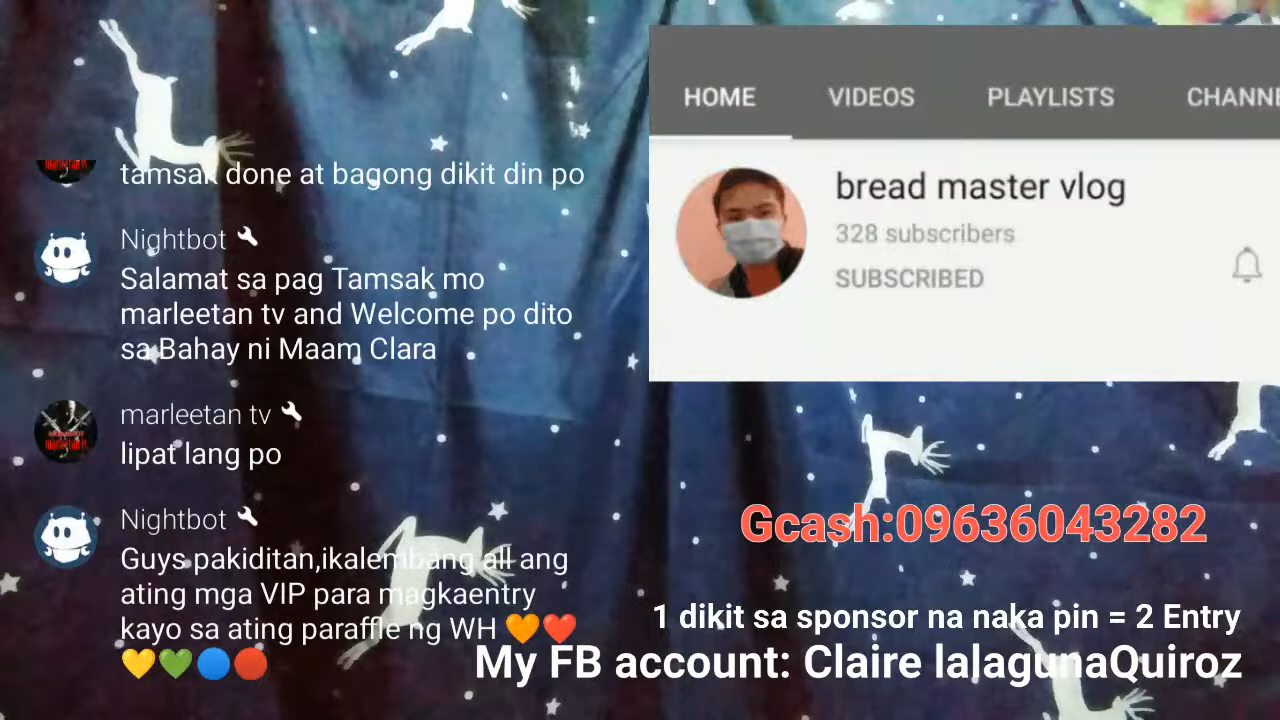 tamsak done at bagong dikit din po
Nightbot
Salamat sa pag Tamsak mo
marleetan tv and Welcome po dito
sa Bahay ni Maam Clara
marleetan tv
lipat lang po
Nightbot
Guys pakiditan,ikalembang all ang
ating mga VIP para magkaentry
kayo sa ating paraffle ng WH 🧡❤️
💛💚🔵🔴
HOME VIDEOS PLAYLISTS CHANNE
bread master vlog
328 subscribers
SUBSCRIBED
Gcash:09636043282
1 dikit sa sponsor na naka pin = 2 Entry
My FB account: Claire lalagunaQuiroz